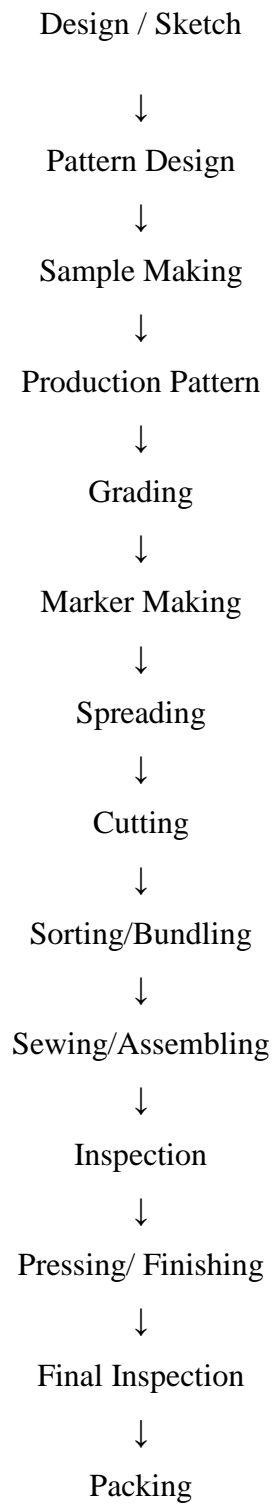 Design / Sketch
↓
Pattern Design
↓
Sample Making
↓
Production Pattern
↓
Grading
↓
Marker Making
↓
Spreading
↓
Cutting
↓
Sorting/Bundling
↓
Sewing/Assembling
↓
Inspection
↓
Pressing/ Finishing
↓
Final Inspection
↓
Packing